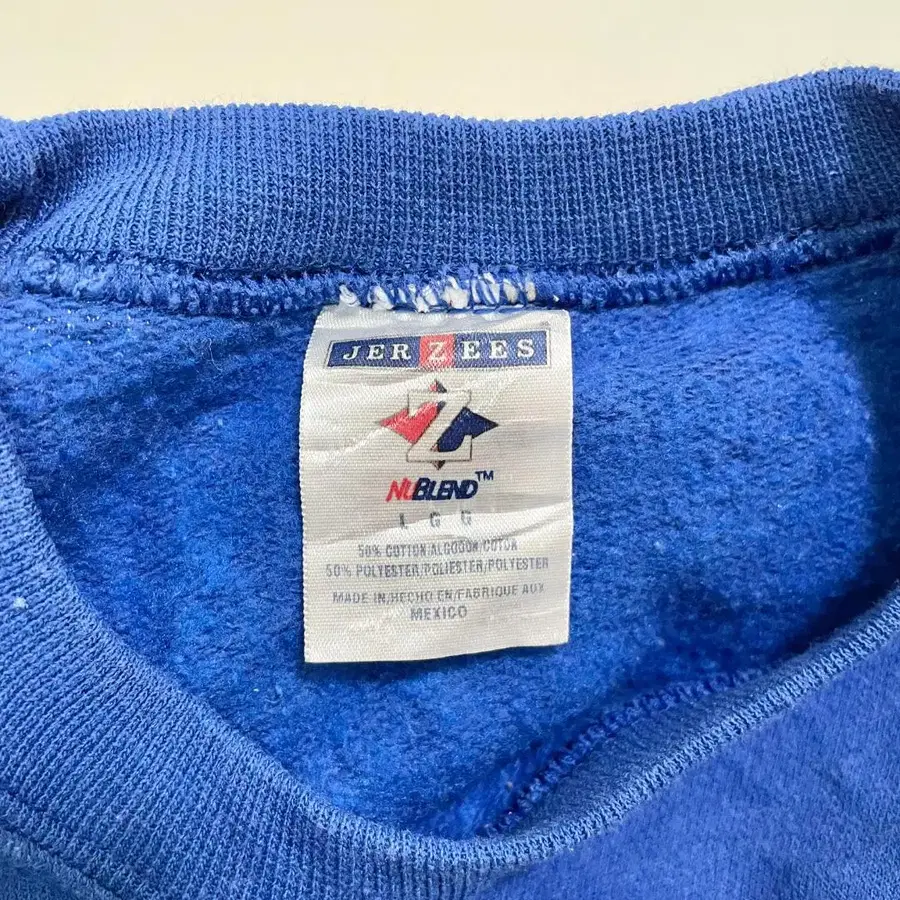 JERZEES
Z
NUBLEND™
L G G
50% COTTON/ALGODON/COTON
50% POLYESTER/POLIESTER/POLYESTER
MADE IN/HECHO EN/FABRIQUE AUX
MEXICO